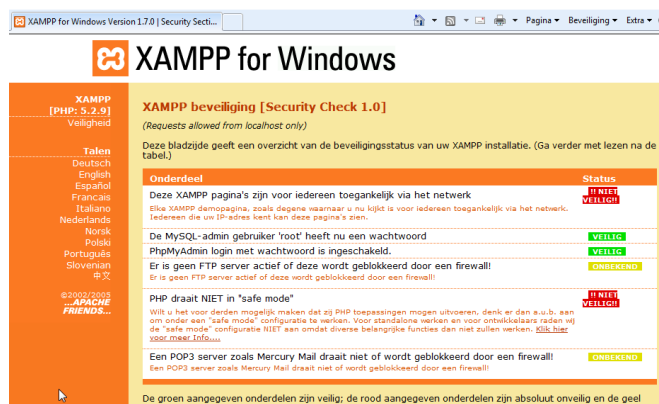 XAMPP for Windows Version 1.7.0 | Security Secti...
Pagina
Beveiliging
Extra
XAMPP for Windows
XAMPP
[PHP: 5.2.9]
Veiligheid
Talen
Deutsch
English
Español
Francais
Italiano
Nederlands
Norsk
Polski
Português
Slovenian
中文
©2002/2005
...APACHE
FRIENDS...
XAMPP beveiliging [Security Check 1.0]
(Requests allowed from localhost only)
Deze bladzijde geeft een overzicht van de beveiligingsstatus van uw XAMPP installatie. (Ga verder met lezen na de
tabel.)
Onderdeel Status
Deze XAMPP pagina's zijn voor iedereen toegankelijk via het netwerk
!! NIET
VEILIG!!
Elke XAMPP demopagina, zoals degene waarnaar u nu kijkt is voor iedereen toegankelijk via het netwerk.
Iedereen die uw IP-adres kent kan deze pagina's zien.
De MySQL-admin gebruiker 'root' heeft nu een wachtwoord VEILIG
PhpMyAdmin login met wachtwoord is ingeschakeld. VEILIG
Er is geen FTP server actief of deze wordt geblokkeerd door een firewall! ONBEKEND
Er is geen FTP server actief of deze wordt geblokkeerd door een firewall!
PHP draait NIET in "safe mode"
!! NIET
VEILIG!!
Wilt u het voor derden mogelijk maken dat zij PHP toepassingen mogen uitvoeren, denk er dan a.u.b. aan
om een "safe mode" configuratie te werken. Voor standalone werken en voor ontwikkelaars raden wij
de "safe mode" configuratie NIET aan omdat diverse belangrijke functies dan niet zullen werken. Klik hier
voor meer Info....
Een POP3 server zoals Mercury Mail draait niet of wordt geblokkeerd door een firewall! ONBEKEND
Een POP3 server zoals Mercury Mail draait niet of wordt geblokkeerd door een firewall!
De groen aangegeven onderdelen zijn veilig; de rood aangegeven onderdelen zijn absoluut onveilig en de geel